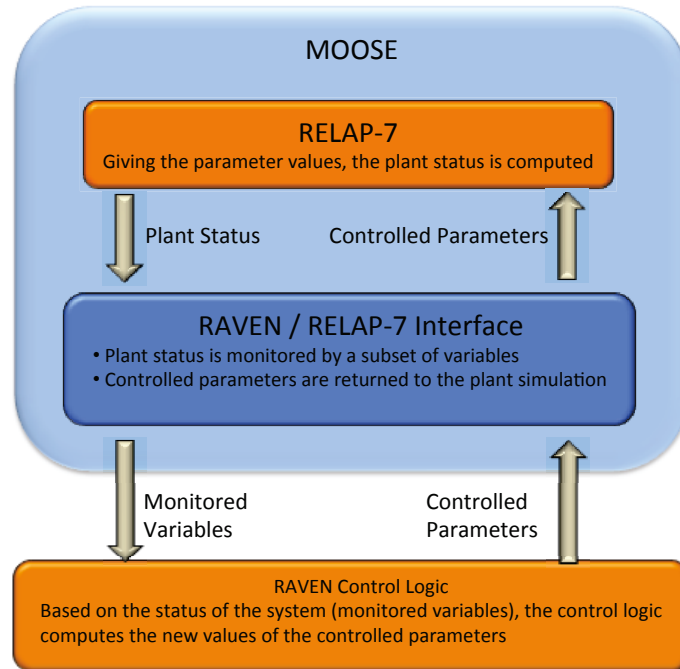 MOOSE
RELAP-7
Giving the parameter values, the plant status is computed
Plant Status
Controlled Parameters
RAVEN / RELAP-7 Interface
• Plant status is monitored by a subset of variables
• Controlled parameters are returned to the plant simulation
Monitored
Variables
Controlled
Parameters
RAVEN Control Logic
Based on the status of the system (monitored variables), the control logic
computes the new values of the controlled parameters